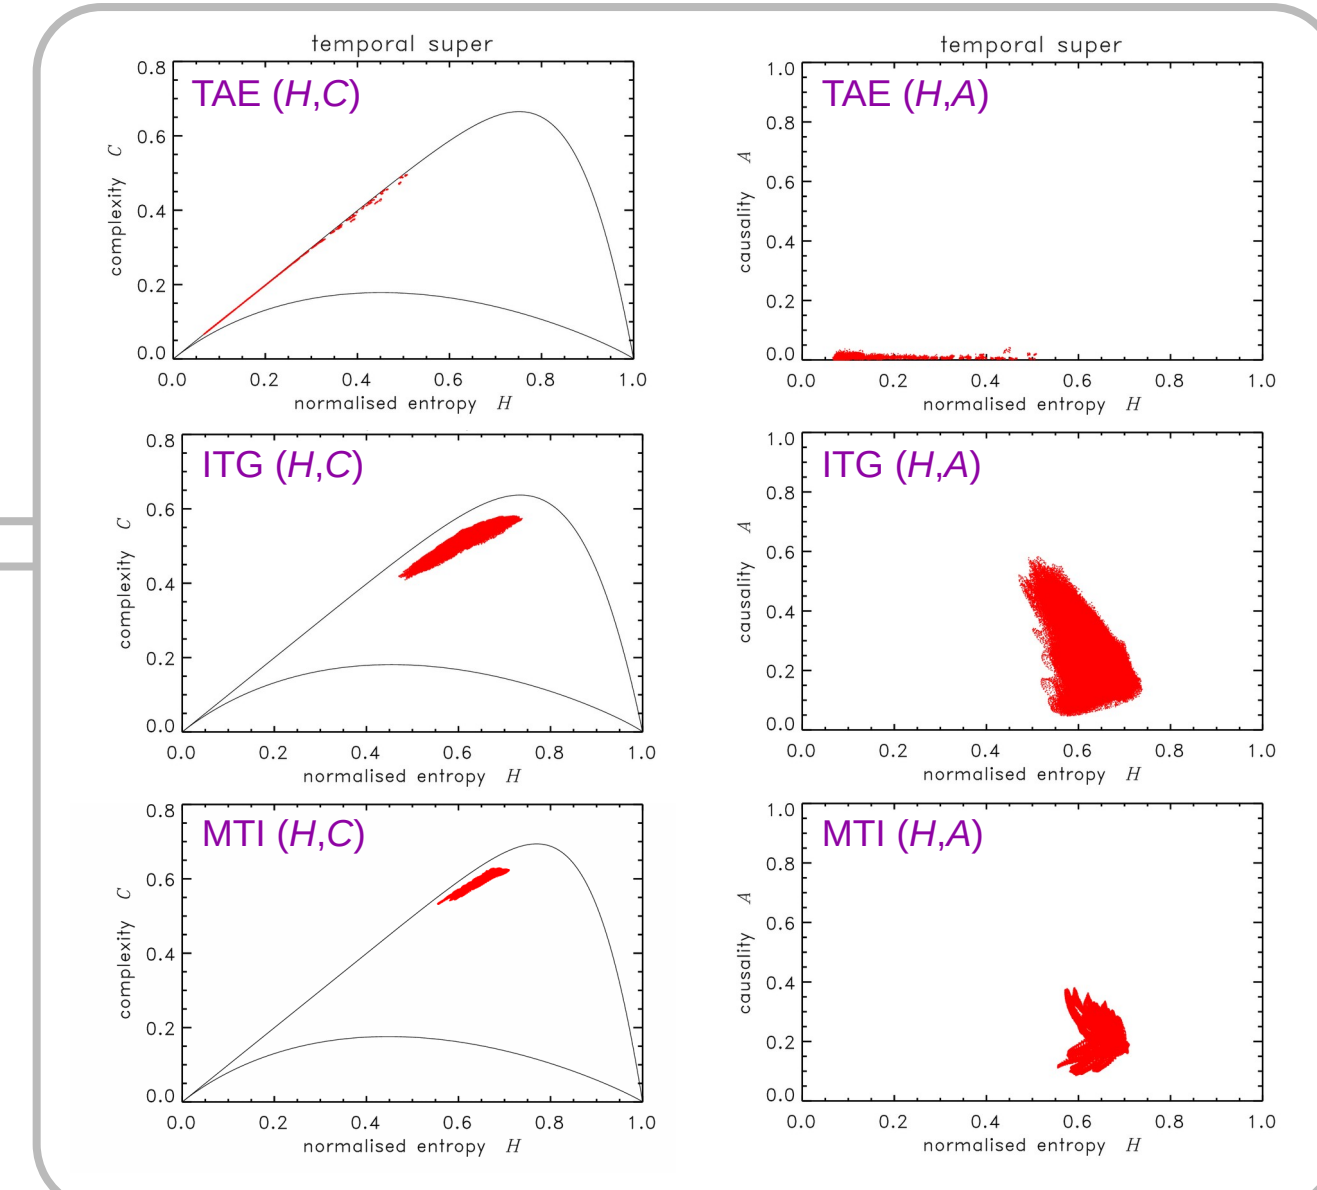 temporal super
TAE (H,C)
complexity C
0.8
0.6
0.4
0.2
0.0
0.0 0.2 0.4 0.6 0.8 1.0
normalised entropy H
temporal super
TAE (H,A)
causality A
1.0
0.8
0.6
0.4
0.2
0.0
0.0 0.2 0.4 0.6 0.8 1.0
normalised entropy H
ITG (H,C)
complexity C
0.8
0.6
0.4
0.2
0.0
0.0 0.2 0.4 0.6 0.8 1.0
normalised entropy H
ITG (H,A)
causality A
1.0
0.8
0.6
0.4
0.2
0.0
0.0 0.2 0.4 0.6 0.8 1.0
normalised entropy H
MTI (H,C)
complexity C
0.8
0.6
0.4
0.2
0.0
0.0 0.2 0.4 0.6 0.8 1.0
normalised entropy H
MTI (H,A)
causality A
1.0
0.8
0.6
0.4
0.2
0.0
0.0 0.2 0.4 0.6 0.8 1.0
normalised entropy H